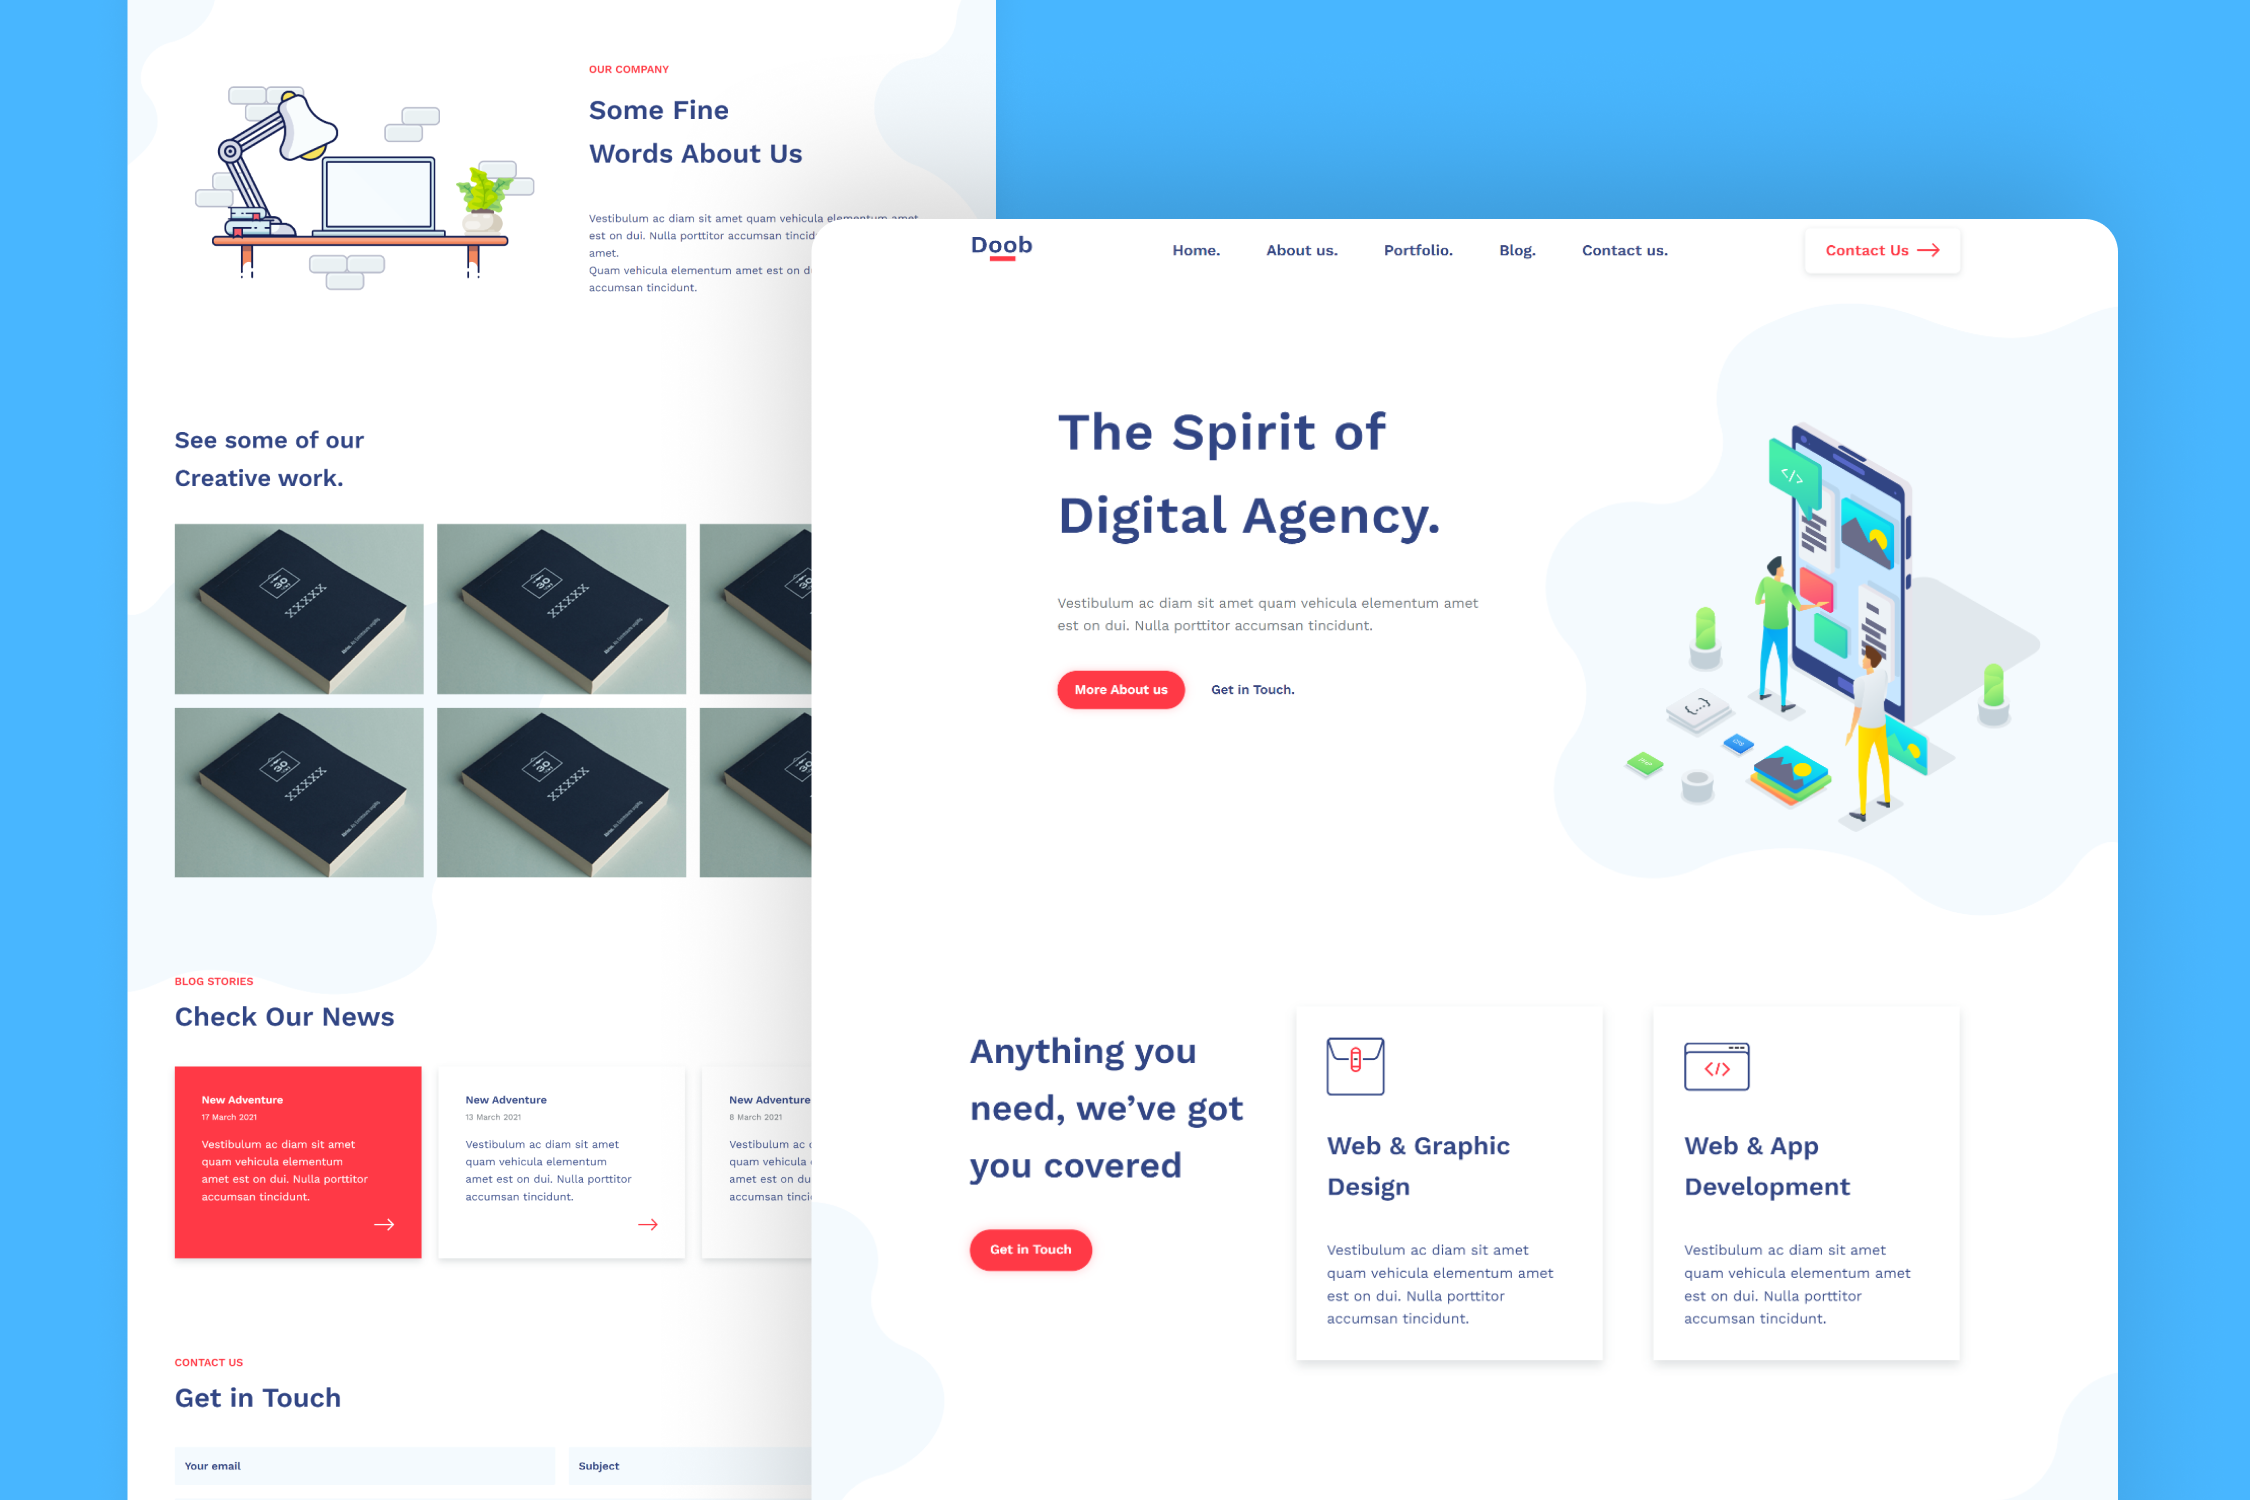 OUR COMPANY
Some Fine
Words About Us
Vestibulum ac diam sit amet quam vehicula elementum amet
est on dui. Nulla porttitor accumsan
amet.
Quam vehicula elementum amet est on
accumsan tincidunt.
See some of our
Creative work.
30
XXXXX
30
XXXXX
30
30
XXXXX
30
XXXXX
30
BLOG STORIES
Check Our News
New Adventure
17 March 2021
Vestibulum ac diam sit amet
quam vehicula elementum
amet est on dui. Nulla porttitor
accumsan tincidunt.
New Adventure
13 March 2021
Vestibulum ac diam sit amet
quam vehicula elementum
amet est on dui. Nulla porttitor
accumsan tincidunt.
New Adventure
8 March 2021
Vestibulum ac
quam vehicula
amet est on
accumsan
CONTACT US
Get in Touch
Your email
Subject
Doob
Home.
About us.
Portfolio.
Blog.
Contact us.
Contact Us
The Spirit of
Digital Agency.
Vestibulum ac diam sit amet quam vehicula elementum amet
est on dui. Nulla porttitor accumsan tincidunt.
More About us
Get in Touch.
</>
{...}
Anything you
need, we’ve got
you covered
Get in Touch
</>
Web & Graphic
Design
Vestibulum ac diam sit amet
quam vehicula elementum amet
est on dui. Nulla porttitor
accumsan tincidunt.
Web & App
Development
Vestibulum ac diam sit amet
quam vehicula elementum amet
est on dui. Nulla porttitor
accumsan tincidunt.